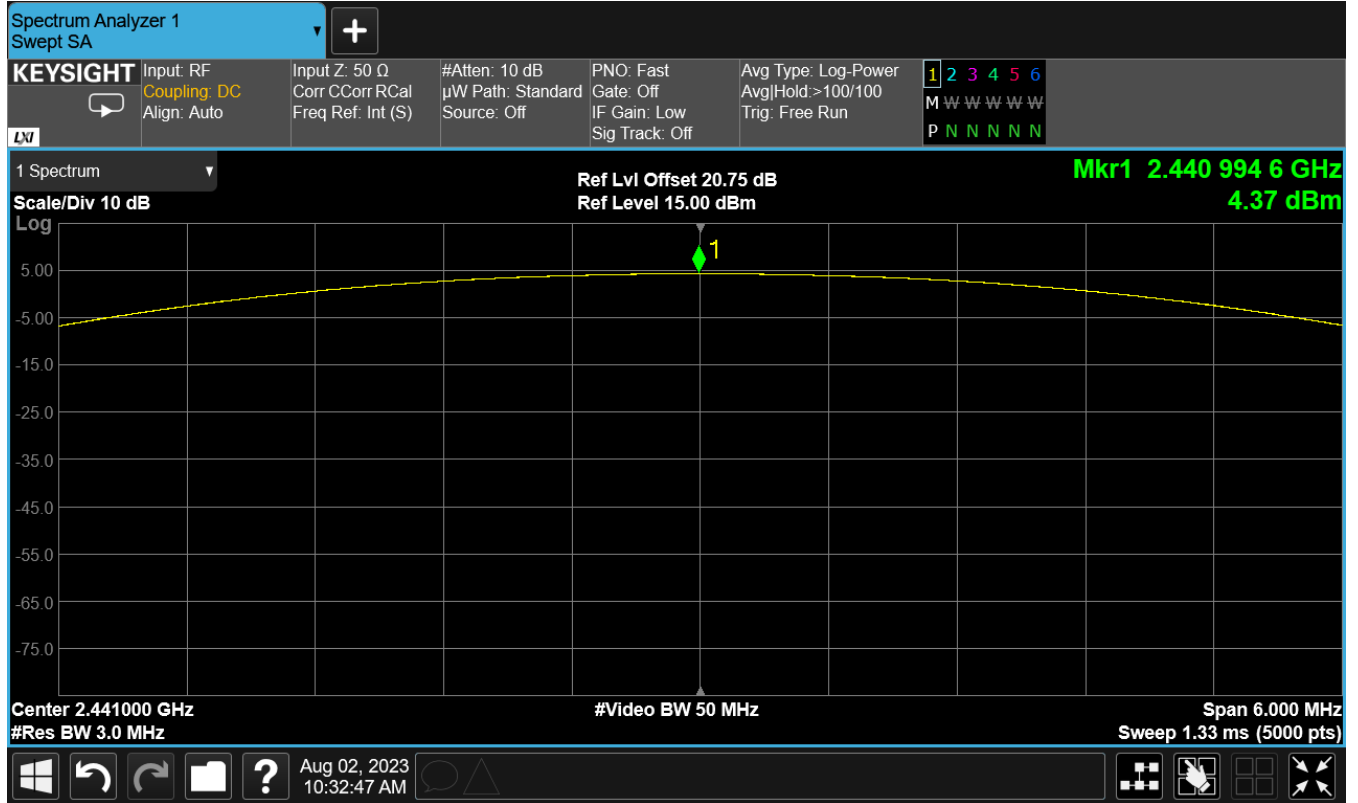 Spectrum Analyzer 1
Swept SA
KEYSIGHT
LXI
Input: RF
Coupling: DC
Align: Auto
Input Z: 50 Ω
Corr CCorr RCal
Freq Ref: Int (S)
#Atten: 10 dB
µW Path: Standard
Source: Off
PNO: Fast
Gate: Off
IF Gain: Low
Sig Track: Off
Avg Type: Log-Power
Avg|Hold:>100/100
Trig: Free Run
1 2 3 4 5 6
M W W W W W
P N N N N N
1 Spectrum
Scale/Div 10 dB
Ref Lvl Offset 20.75 dB
Ref Level 15.00 dBm
Mkr1 2.440 994 6 GHz
4.37 dBm
Log
1
5.00
-5.00
-15.0
-25.0
-35.0
-45.0
-55.0
-65.0
-75.0
Center 2.441000 GHz
#Video BW 50 MHz
Span 6.000 MHz
#Res BW 3.0 MHz
Sweep 1.33 ms (5000 pts)
?
Aug 02, 2023
10:32:47 AM